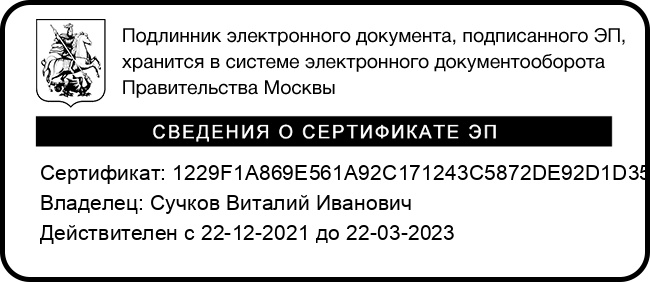 Подлинник электронного документа, подписанного ЭП,
хранится в системе электронного документооборота
Правительства Москвы
СВЕДЕНИЯ О СЕРТИФИКАТЕ ЭП
Сертификат: 1229F1A869E561A92C171243C5872DE92D1D35
Владелец: Сучков Виталий Иванович
Действителен с 22-12-2021 до 22-03-2023